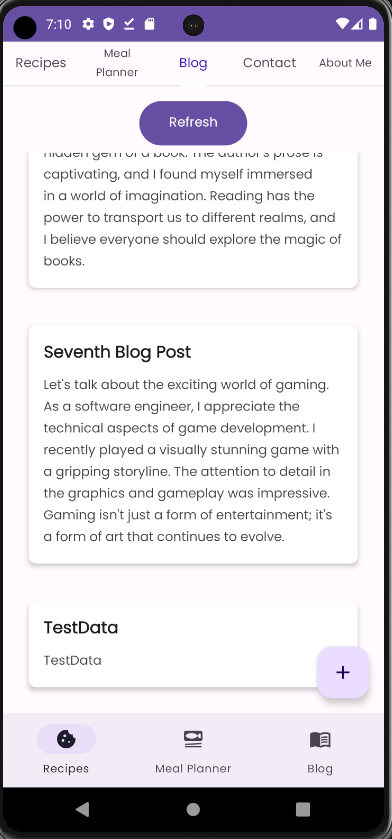 7:10
Recipes
Meal
Planner
Blog
Contact
About Me
Refresh
hidden gem of a book. The author's prose is
captivating, and I found myself immersed
in a world of imagination. Reading has the
power to transport us to different realms, and
I believe everyone should explore the magic of
books.
Seventh Blog Post
Let's talk about the exciting world of gaming.
As a software engineer, I appreciate the
technical aspects of game development. I
recently played a visually stunning game with
a gripping storyline. The attention to detail in
the graphics and gameplay was impressive.
Gaming isn't just a form of entertainment; it's
a form of art that continues to evolve.
TestData
TestData
+
Recipes
Meal Planner
Blog